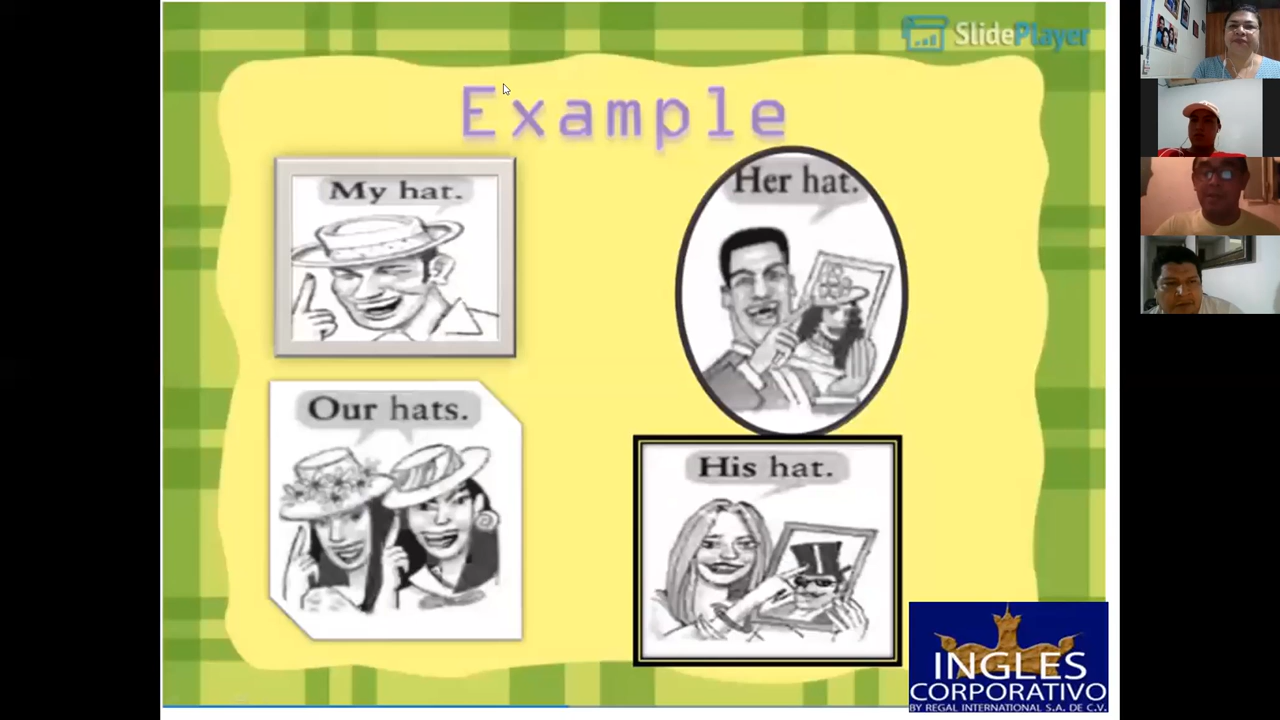 SlidePlayer
Example
My hat.
Her hat.
Our hats.
His hat.
INGLES
CORPORATIVO
BY REGAL INTERNATIONAL S.A. DE C.V.